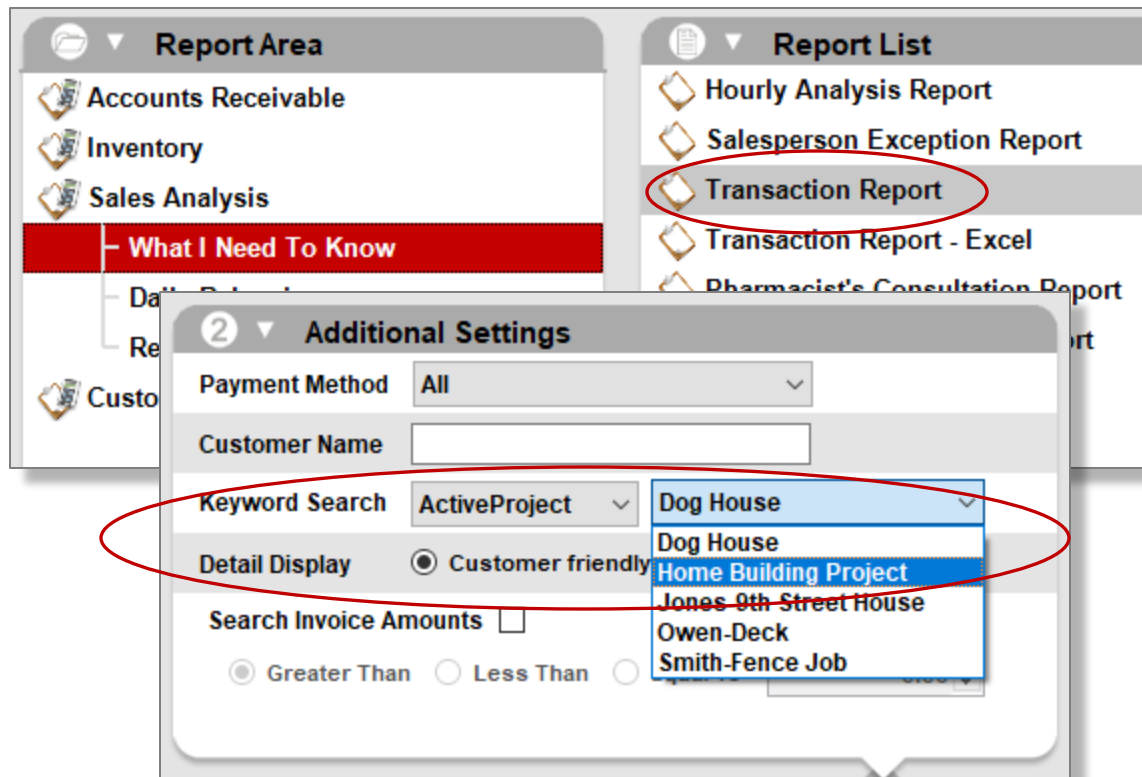 Report Area
Accounts Receivable
Inventory
Sales Analysis
What I Need To Know
Report List
Hourly Analysis Report
Salesperson Exception Report
Transaction Report
Transaction Report - Excel
Pharmacist's Consultation Report
2 Additional Settings
Payment Method All
Customer Name
Keyword Search ActiveProject Dog House
Dog House
Detail Display Customer friendly
Home Building Project
Jones-9th Street House
Search Invoice Amounts
Owen-Deck
Smith-Fence Job
Greater Than Less Than